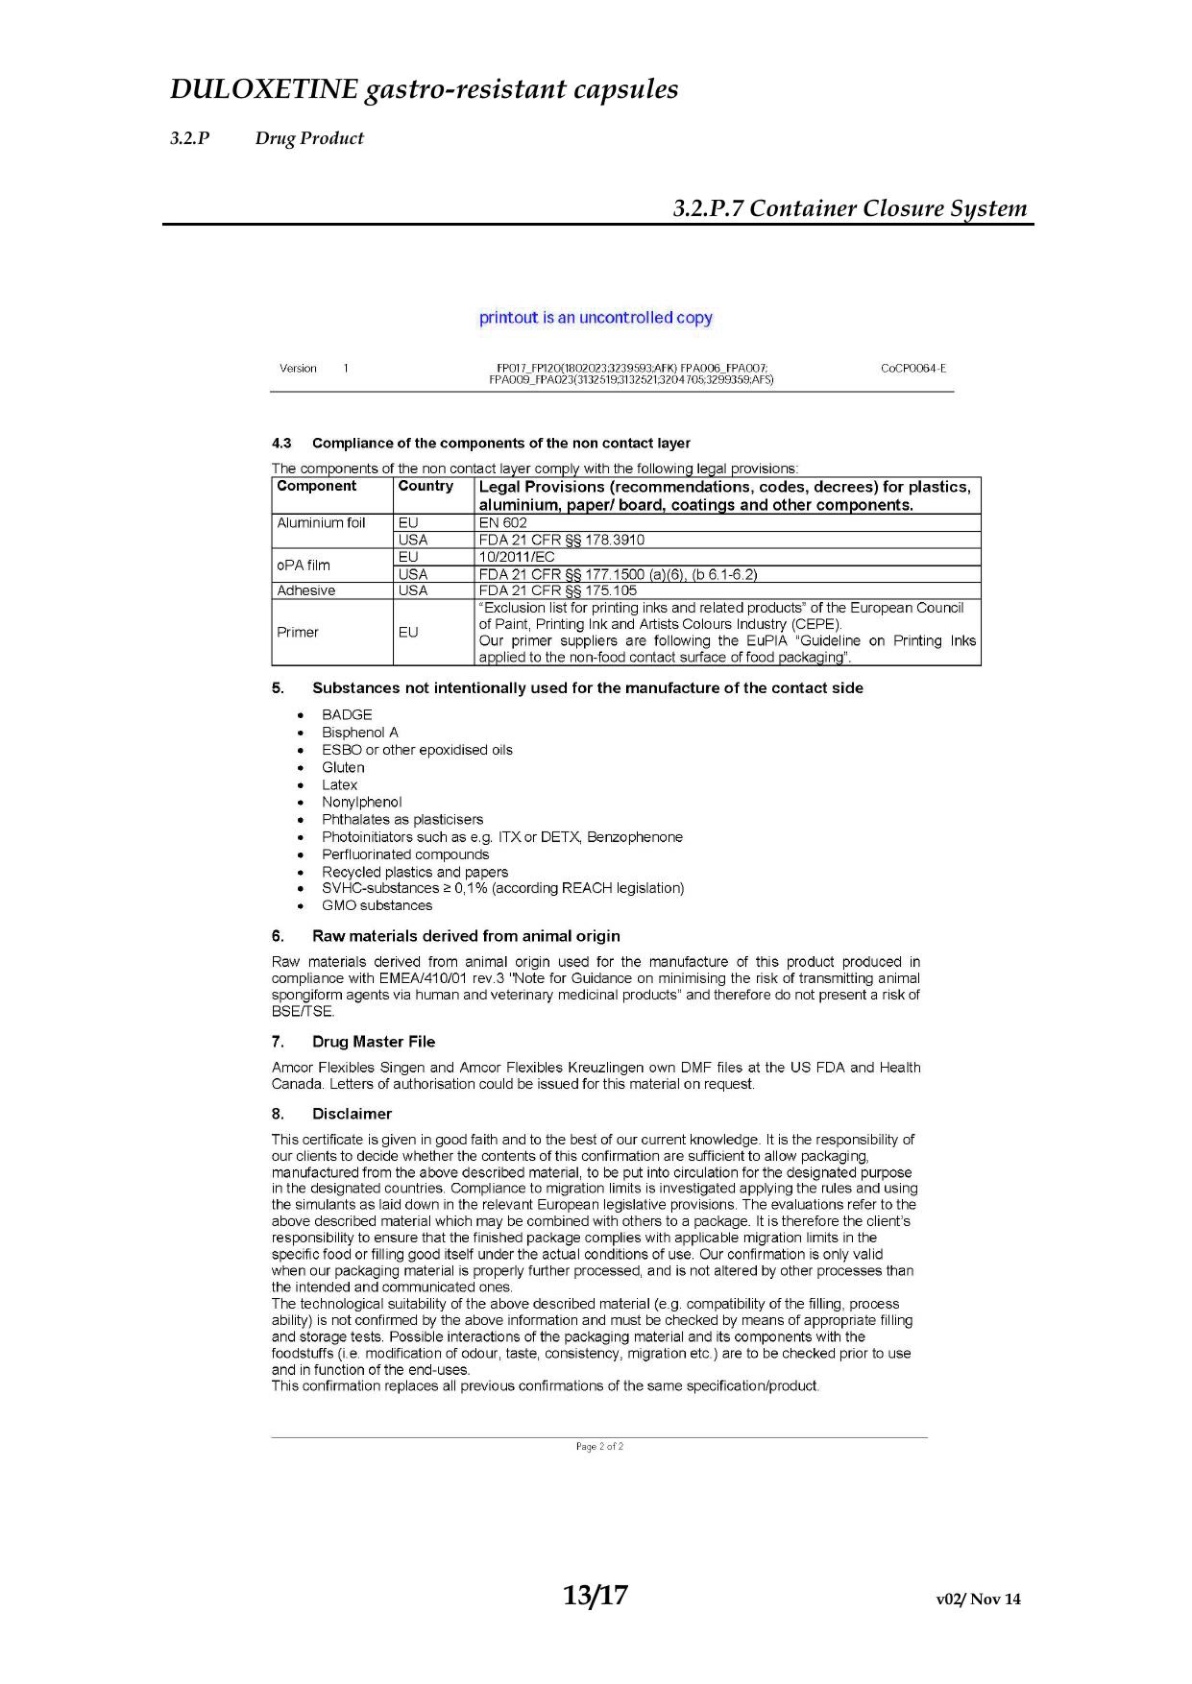 DULOXETINE gastro-resistant capsules
3.2.P Drug Product
3.2.P.7 Container Closure System
printout is an uncontrolled copy
Version 1 FP017_FP120(1802023;3239593;AFK) FPA006_FPA007; CoCP0064-E
FPA009_FPA023(3132519;3132521;3204705;3299359;AFS)
4.3 Compliance of the components of the non contact layer
The components of the non contact layer comply with the following legal provisions:
Component Country Legal Provisions (recommendations, codes, decrees) for plastics,
aluminium, paper/ board, coatings and other components.
Aluminium foil EU EN 602
USA FDA 21 CFR §§ 178.3910
oPA film EU 10/2011/EC
USA FDA 21 CFR §§ 177.1500 (a)(6), (b 6.1-6.2)
Adhesive USA FDA 21 CFR §§ 175.105
Primer EU "Exclusion list for printing inks and related products" of the European Council
of Paint, Printing Ink and Artists Colours Industry (CEPE).
Our primer suppliers are following the EuPIA "Guideline on Printing Inks
applied to the non-food contact surface of food packaging".
5. Substances not intentionally used for the manufacture of the contact side
• BADGE
• Bisphenol A
• ESBO or other epoxidised oils
• Gluten
• Latex
• Nonylphenol
• Phthalates as plasticisers
• Photoinitiators such as e.g. ITX or DETX, Benzophenone
• Perfluorinated compounds
• Recycled plastics and papers
• SVHC-substances ≥ 0,1% (according REACH legislation)
• GMO substances
6. Raw materials derived from animal origin
Raw materials derived from animal origin used for the manufacture of this product produced in
compliance with EMEA/410/01 rev.3 "Note for Guidance on minimising the risk of transmitting animal
spongiform agents via human and veterinary medicinal products" and therefore do not present a risk of
BSE/TSE.
7. Drug Master File
Amcor Flexibles Singen and Amcor Flexibles Kreuzlingen own DMF files at the US FDA and Health
Canada. Letters of authorisation could be issued for this material on request.
8. Disclaimer
This certificate is given in good faith and to the best of our current knowledge. It is the responsibility of
our clients to decide whether the contents of this confirmation are sufficient to allow packaging,
manufactured from the above described material, to be put into circulation for the designated purpose
in the designated countries. Compliance to migration limits is investigated applying the rules and using
the simulants as laid down in the relevant European legislative provisions. The evaluations refer to the
above described material which may be combined with others to a package. It is therefore the client's
responsibility to ensure that the finished package complies with applicable migration limits in the
specific food or filling good itself under the actual conditions of use. Our confirmation is only valid
when our packaging material is properly further processed, and is not altered by other processes than
the intended and communicated ones.
The technological suitability of the above described material (e.g. compatibility of the filling, process
ability) is not confirmed by the above information and must be checked by means of appropriate filling
and storage tests. Possible interactions of the packaging material and its components with the
foodstuffs (i.e. modification of odour, taste, consistency, migration etc.) are to be checked prior to use
and in function of the end-uses.
This confirmation replaces all previous confirmations of the same specification/product.
Page 2 of 2
13/17 v02/ Nov 14